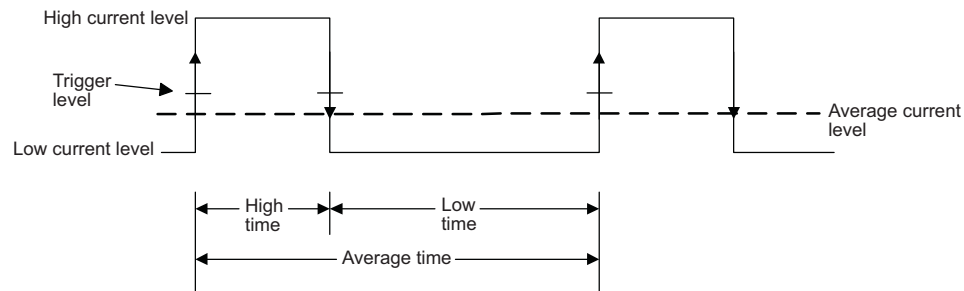 High current level
Trigger
level
Average current
level
Low current level
High
time
Low
time
Average time